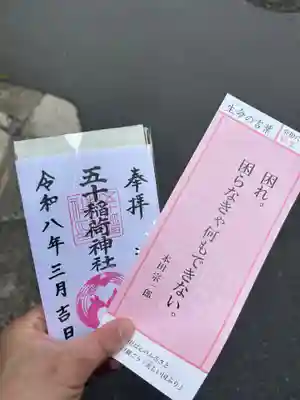 奉拝
五十稲荷神社
令和八年三月吉日
生命の言葉
困れ。
困らなきゃ何もできない。
本田宗一郎